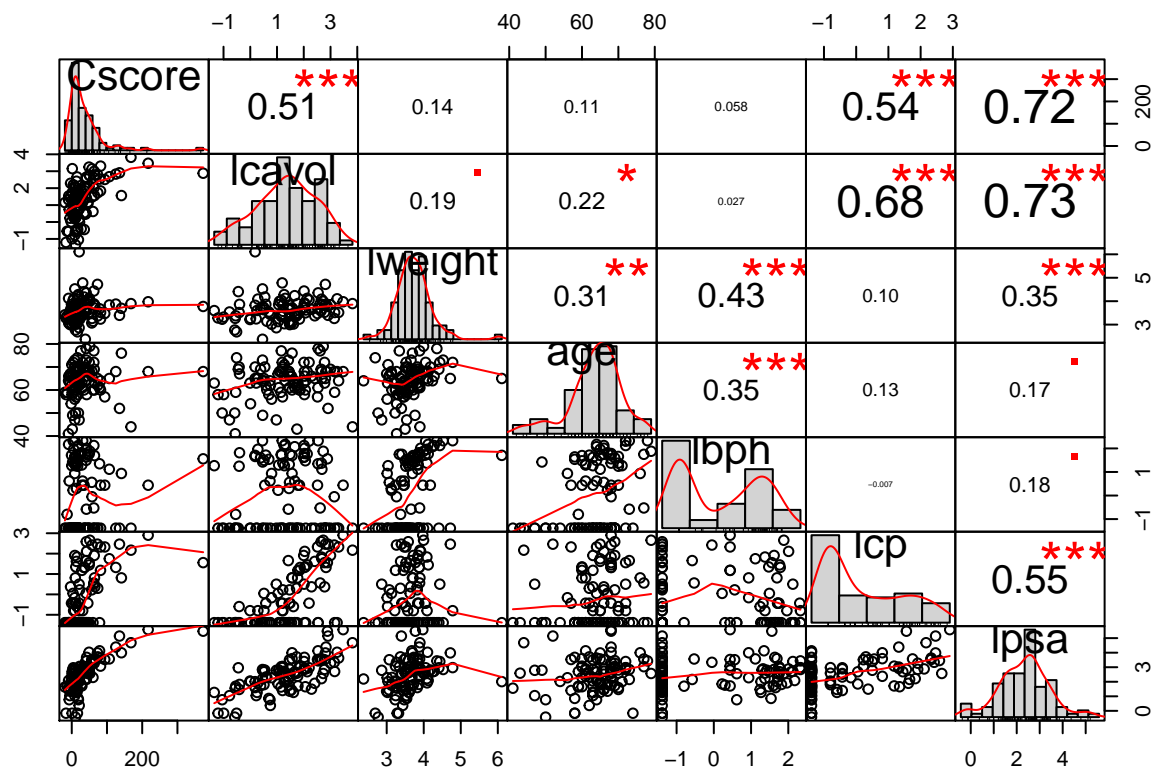 −1 1 2 3 40 60 80 −1 0 1 2 3
Cscore *** 0.51 0.14 0.11 0.058 *** 0.54 *** 0.72 0 200
−1 2 4 lcavol 0.19 * 0.22 0.027 *** 0.68 *** 0.73
lweight ** 0.31 *** 0.43 0.10 *** 0.35 3 5
40 60 80 age *** 0.35 0.13 0.17
lbph −0.007 0.18 −1 1
−1 1 3 lcp *** 0.55
lpsa 0 3
0 200 3 4 5 6 −1 0 1 2 0 2 4